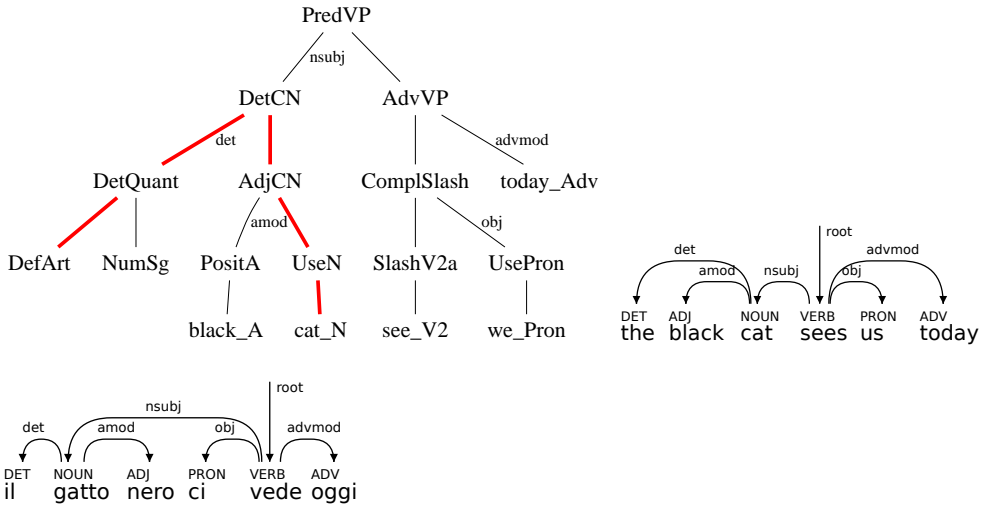 PredVP
nsubj
DetCN AdvVP
det advmod
DetQuant AdjCN ComplSlash today_Adv
amod obj
DefArt NumSg PositA UseN SlashV2a UsePron
black_A cat_N see_V2 we_Pron
root
det advmod
amod nsubj obj
DET ADJ NOUN VERB PRON ADV
the black cat sees us today
root
nsubj
det amod obj advmod
DET NOUN ADJ PRON VERB ADV
il gatto nero ci vede oggi